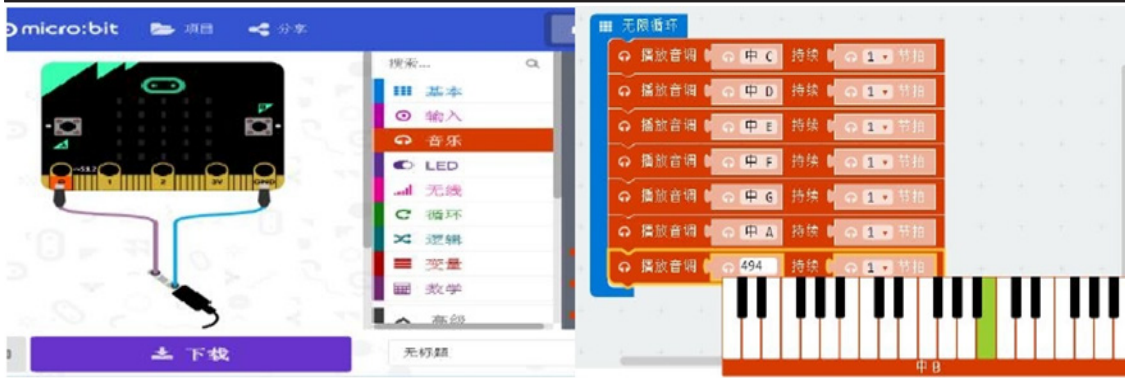 micro:bit 项目 分享
搜索...
基本
输入
音乐
LED
无线
循环
逻辑
变量
数学
高级
0 1 2 3V GND
下载
无标题
无限循环
播放音调 中 C 持续 1 节拍
播放音调 中 D 持续 1 节拍
播放音调 中 E 持续 1 节拍
播放音调 中 F 持续 1 节拍
播放音调 中 G 持续 1 节拍
播放音调 中 A 持续 1 节拍
播放音调 494 持续 1 节拍
中 B